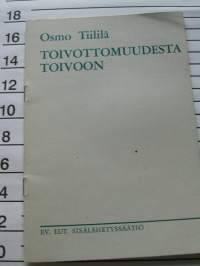 18
16
14
12
10
8
6
4
2
Osmo Tiililä
TOIVOTTOMUUDESTA
TOIVOON
EV. LUT. SISÄLÄHETYSSÄÄTIÖ